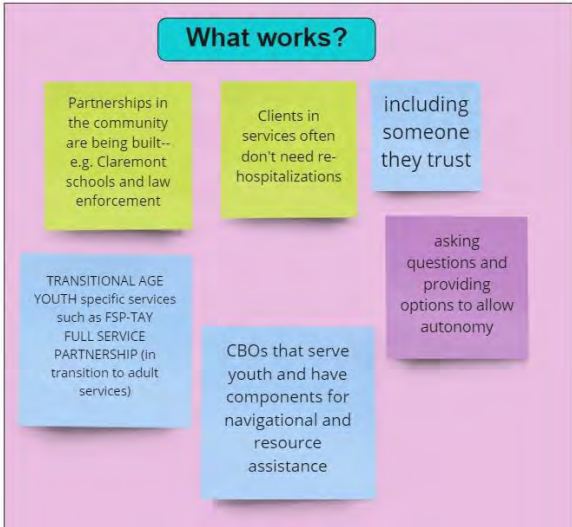 What works?
Partnerships in
the community
are being built--
e.g. Claremont
schools and law
enforcement
Clients in
services often
don't need re-
hospitalizations
including
someone
they trust
TRANSITIONAL AGE
YOUTH specific services
such as FSP-TAY
FULL SERVICE
PARTNERSHIP (in
transition to adult
services)
CBOs that serve
youth and have
components for
navigational and
resource
assistance
asking
questions and
providing
options to allow
autonomy